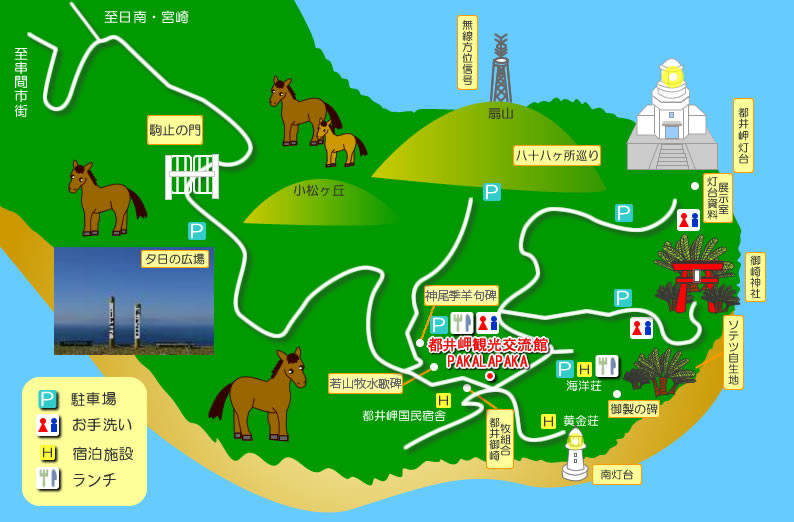 至日南・宮崎
至串間市街
駒止の門
無線方位信号
扇山
都井岬灯台
八十八ヶ所巡り
灯台資料
展示室
小松ヶ丘
夕日の広場
御崎神社
神尾季羊句碑
P
都井岬観光交流館
PAKALAPAKA
ソテツ自生地
若山牧水歌碑
海洋荘
P
H
御製の碑
都井岬国民宿舎
H
都井御崎
牧組合
H
黄金荘
南灯台
P
P
P
P
P 駐車場
お手洗い
H 宿泊施設
ランチ